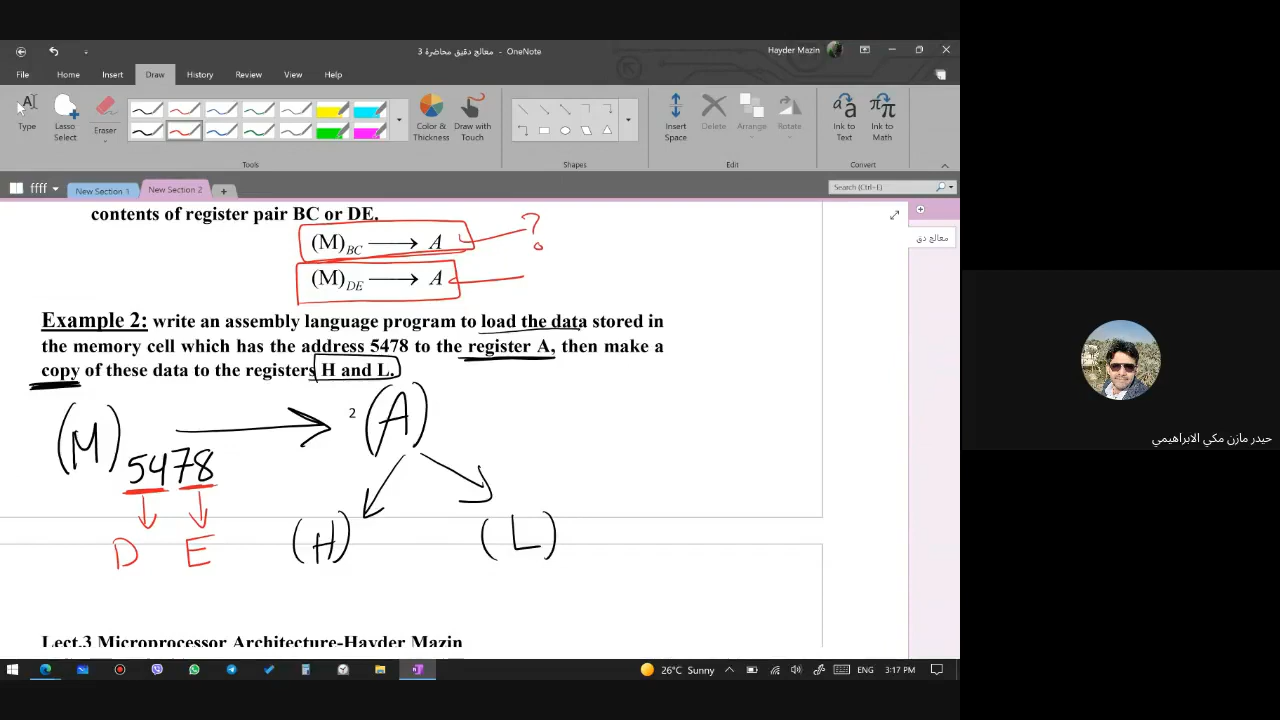 معالج دقيق محاضرة 3 - OneNote
Hayder Mazin
File Home Insert Draw History Review View Help
Type
Lasso Select
Eraser
Color & Thickness
Draw with Touch
Insert Space
Delete
Arrange
Rotate
Ink to Text
Ink to Math
Tools
Shapes
Edit
Convert
ffff
New Section 1
New Section 2
Search (Ctrl+E)
معالج دق
contents of register pair BC or DE.
(M)BC ⟶ A ?
(M)DE ⟶ A
Example 2: write an assembly language program to load the data stored in
the memory cell which has the address 5478 to the register A, then make a
copy of these data to the registers H and L.
(M) 5478 → 2 (A)
D E (H) (L)
Lect.3 Microprocessor Architecture-Hayder Mazin
حيدر مازن مكي الابراهيمي
26°C Sunny
ENG
3:17 PM